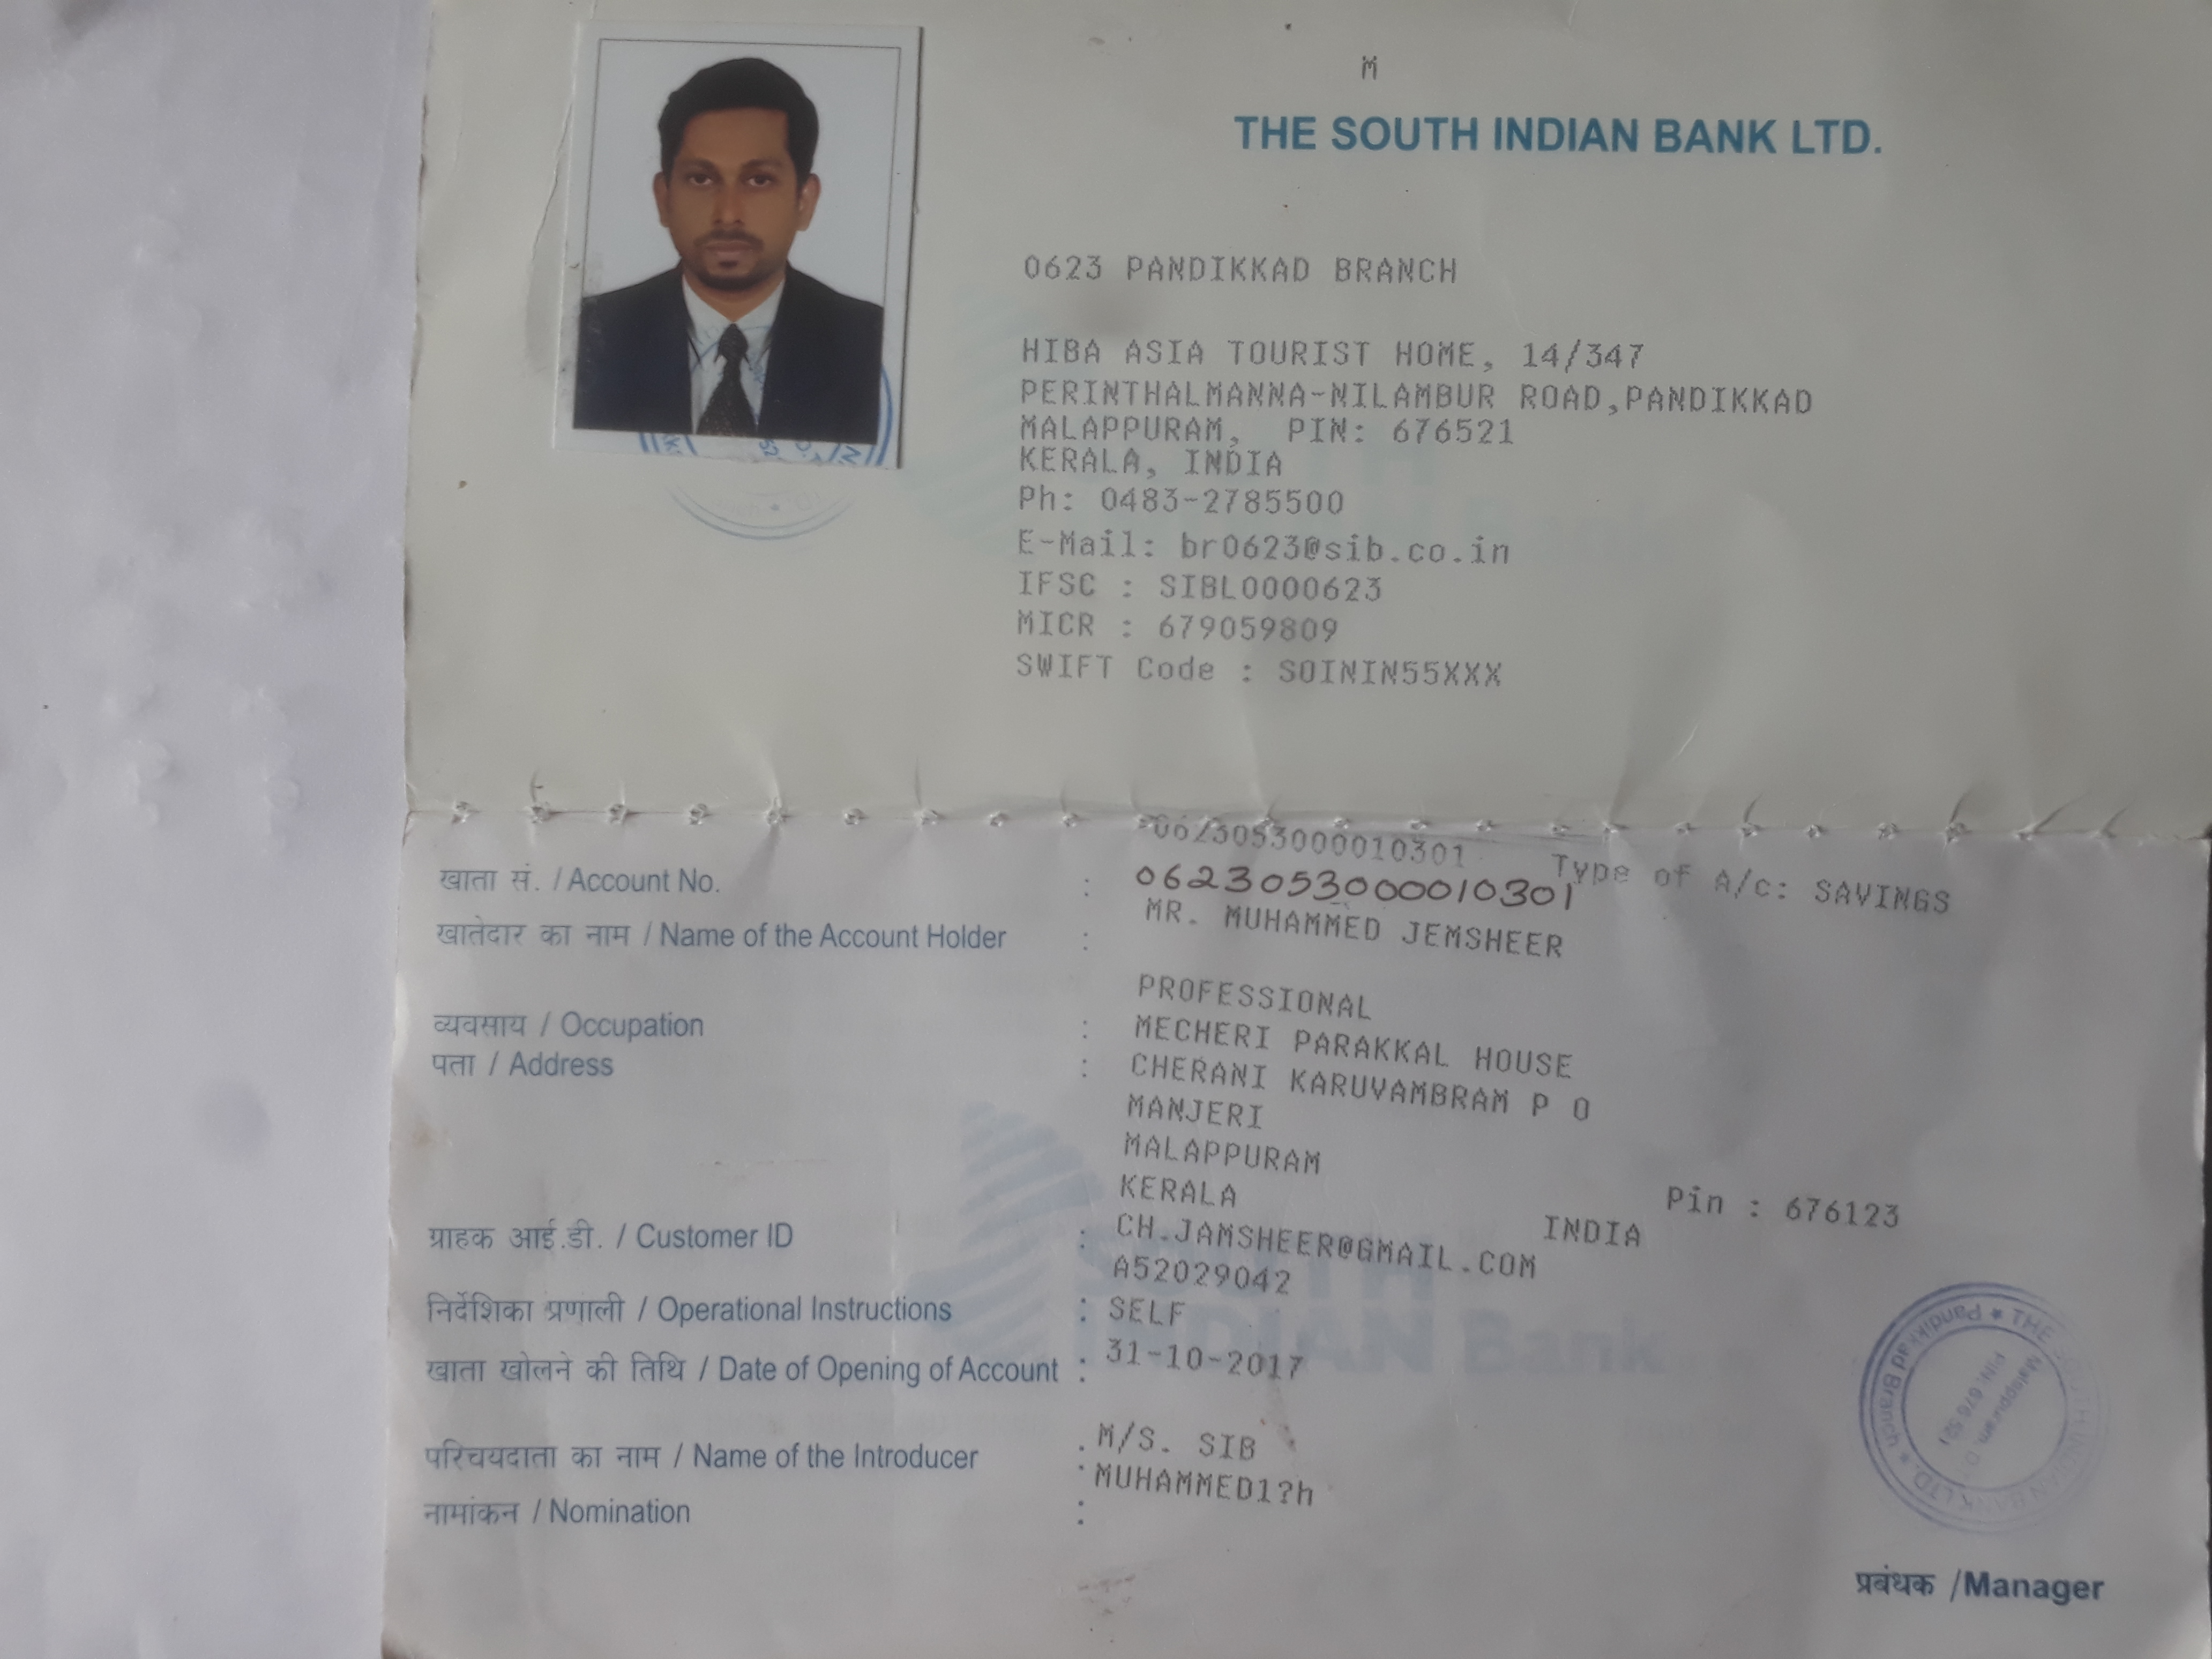 M
THE SOUTH INDIAN BANK LTD.
0623 PANDIKKAD BRANCH
HIBA ASIA TOURIST HOME, 14/347
PERINTHALMANNA-NILAMBUR ROAD,PANDIKKAD
MALAPPURAM, PIN: 676521
KERALA, INDIA
Ph: 0483-2785500
E-Mail: br0623@sib.co.in
IFSC : SIBL0000623
MICR : 679059809
SWIFT Code : SOININ55XXX
खाता सं. / Account No. : 0623053000010301 Type of A/C: SAVINGS
0623053000010301
खातेदार का नाम / Name of the Account Holder : MR. MUHAMMED JEMSHEER
व्यवसाय / Occupation : PROFESSIONAL
पता / Address : MECHERI PARAKKAL HOUSE
CHERANI KARUVAMBRAM P O
MANJERI
MALAPPURAM
KERALA Pin : 676123
INDIA
CH.JAMSHEER@GMAIL.COM
ग्राहक आई.डी. / Customer ID : A52029042
निर्देशिका प्रणाली / Operational Instructions : SELF
खाता खोलने की तिथि / Date of Opening of Account : 31-10-2017
परिचयदाता का नाम / Name of the Introducer : M/S. SIB
नामांकन / Nomination : MUHAMMED1?h
THE SOUTH INDIAN BANK LTD. * Pandikkad Branch *
PIN: 676 521
प्रबंधक /Manager